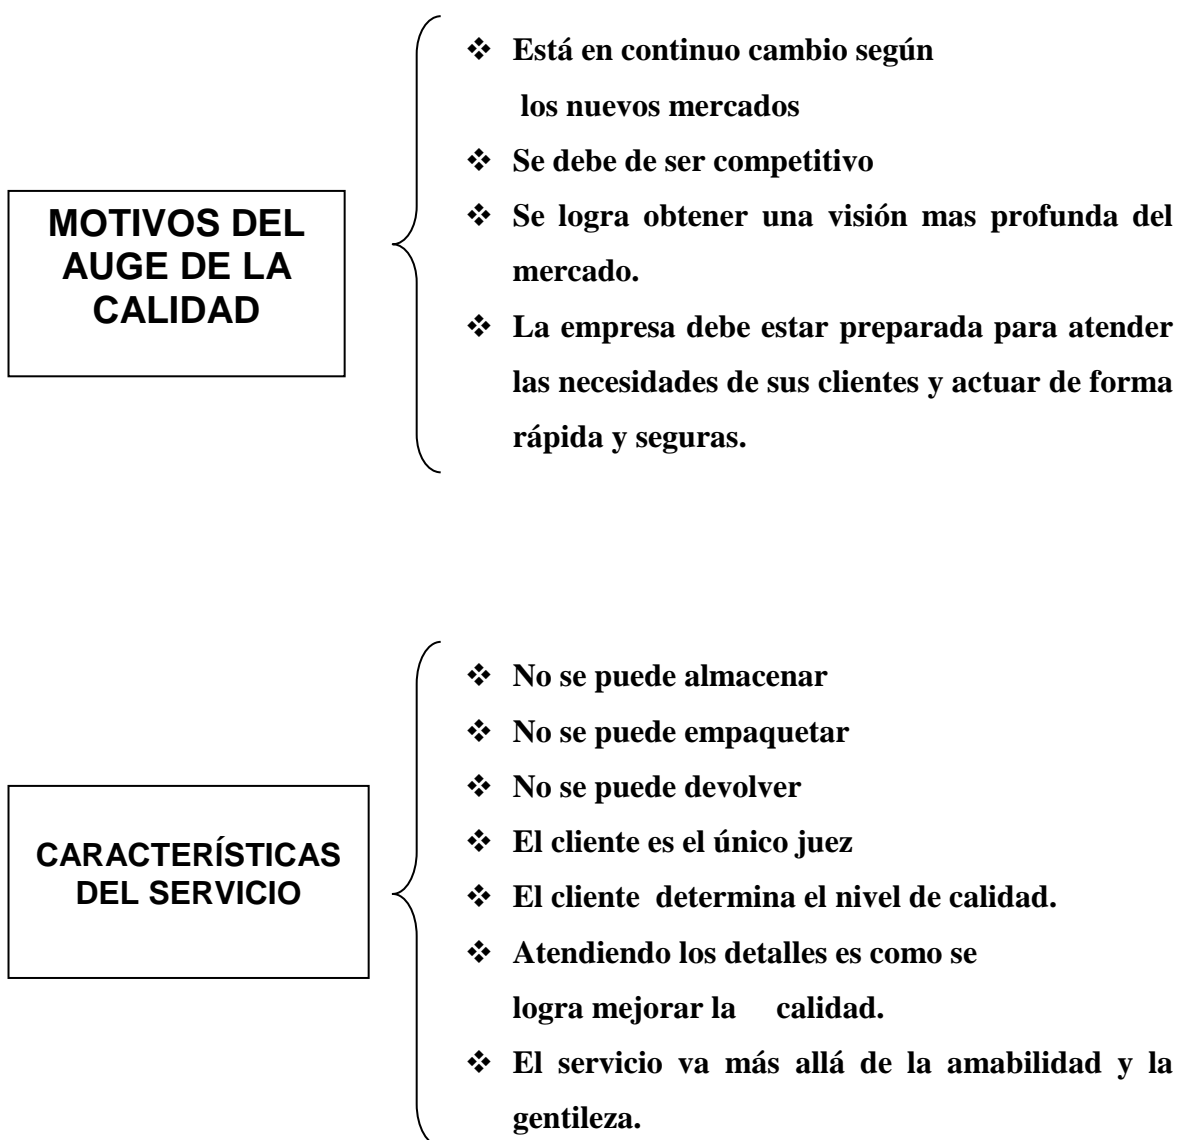 ❖ Está en continuo cambio según
los nuevos mercados
❖ Se debe de ser competitivo
❖ Se logra obtener una visión mas profunda del
mercado.
❖ La empresa debe estar preparada para atender
las necesidades de sus clientes y actuar de forma
rápida y seguras.
MOTIVOS DEL
AUGE DE LA
CALIDAD
❖ No se puede almacenar
❖ No se puede empaquetar
❖ No se puede devolver
❖ El cliente es el único juez
❖ El cliente determina el nivel de calidad.
❖ Atendiendo los detalles es como se
logra mejorar la calidad.
❖ El servicio va más allá de la amabilidad y la
gentileza.
CARACTERÍSTICAS
DEL SERVICIO